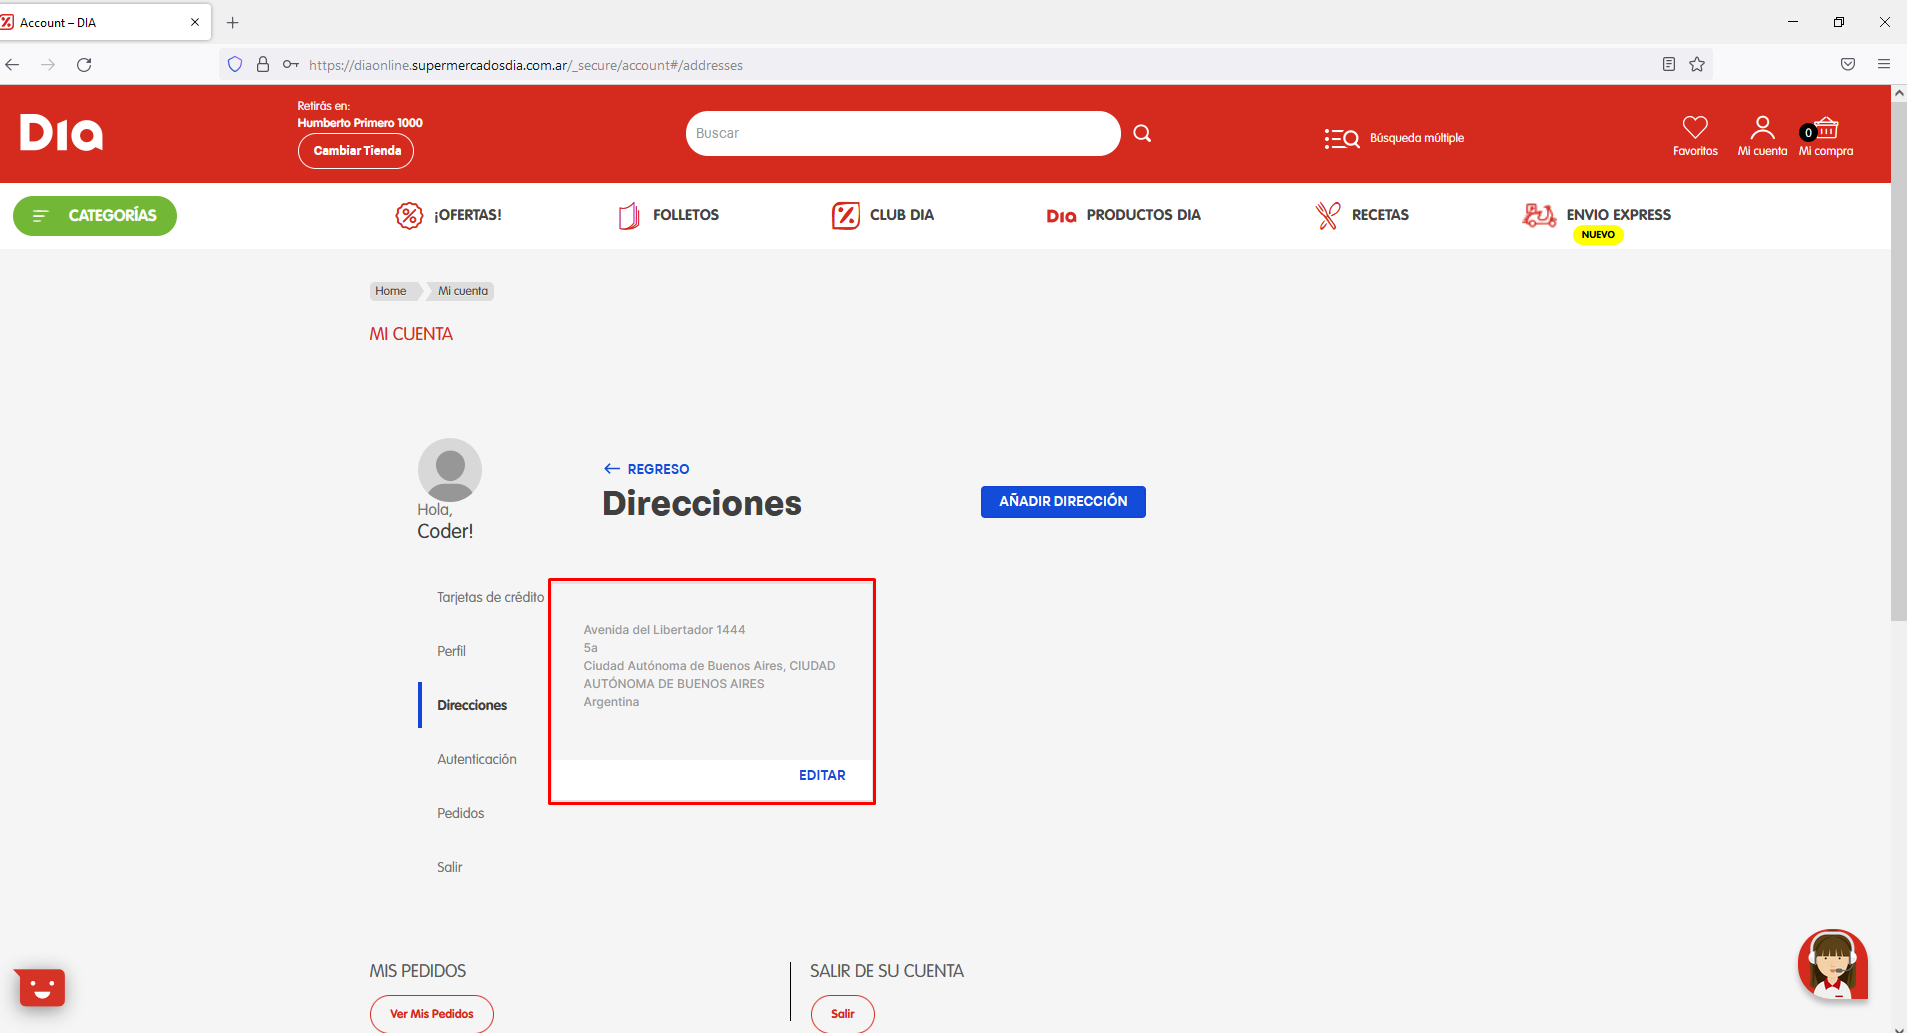 Account – DIA
https://diaonline.supermercadosdia.com.ar/_secure/account#/addresses
DIa
Retirás en:
Humberto Primero 1000
Cambiar Tienda
Buscar
Búsqueda múltiple
Favoritos
Mi cuenta
0
Mi compra
CATEGORÍAS
¡OFERTAS!
FOLLETOS
CLUB DIA
DIa PRODUCTOS DIA
RECETAS
ENVIO EXPRESS
NUEVO
Home
Mi cuenta
MI CUENTA
Hola,
Coder!
← REGRESO
Direcciones
AÑADIR DIRECCIÓN
Tarjetas de crédito
Perfil
Direcciones
Autenticación
Pedidos
Salir
Avenida del Libertador 1444
5a
Ciudad Autónoma de Buenos Aires, CIUDAD
AUTÓNOMA DE BUENOS AIRES
Argentina
EDITAR
MIS PEDIDOS
Ver Mis Pedidos
SALIR DE SU CUENTA
Salir